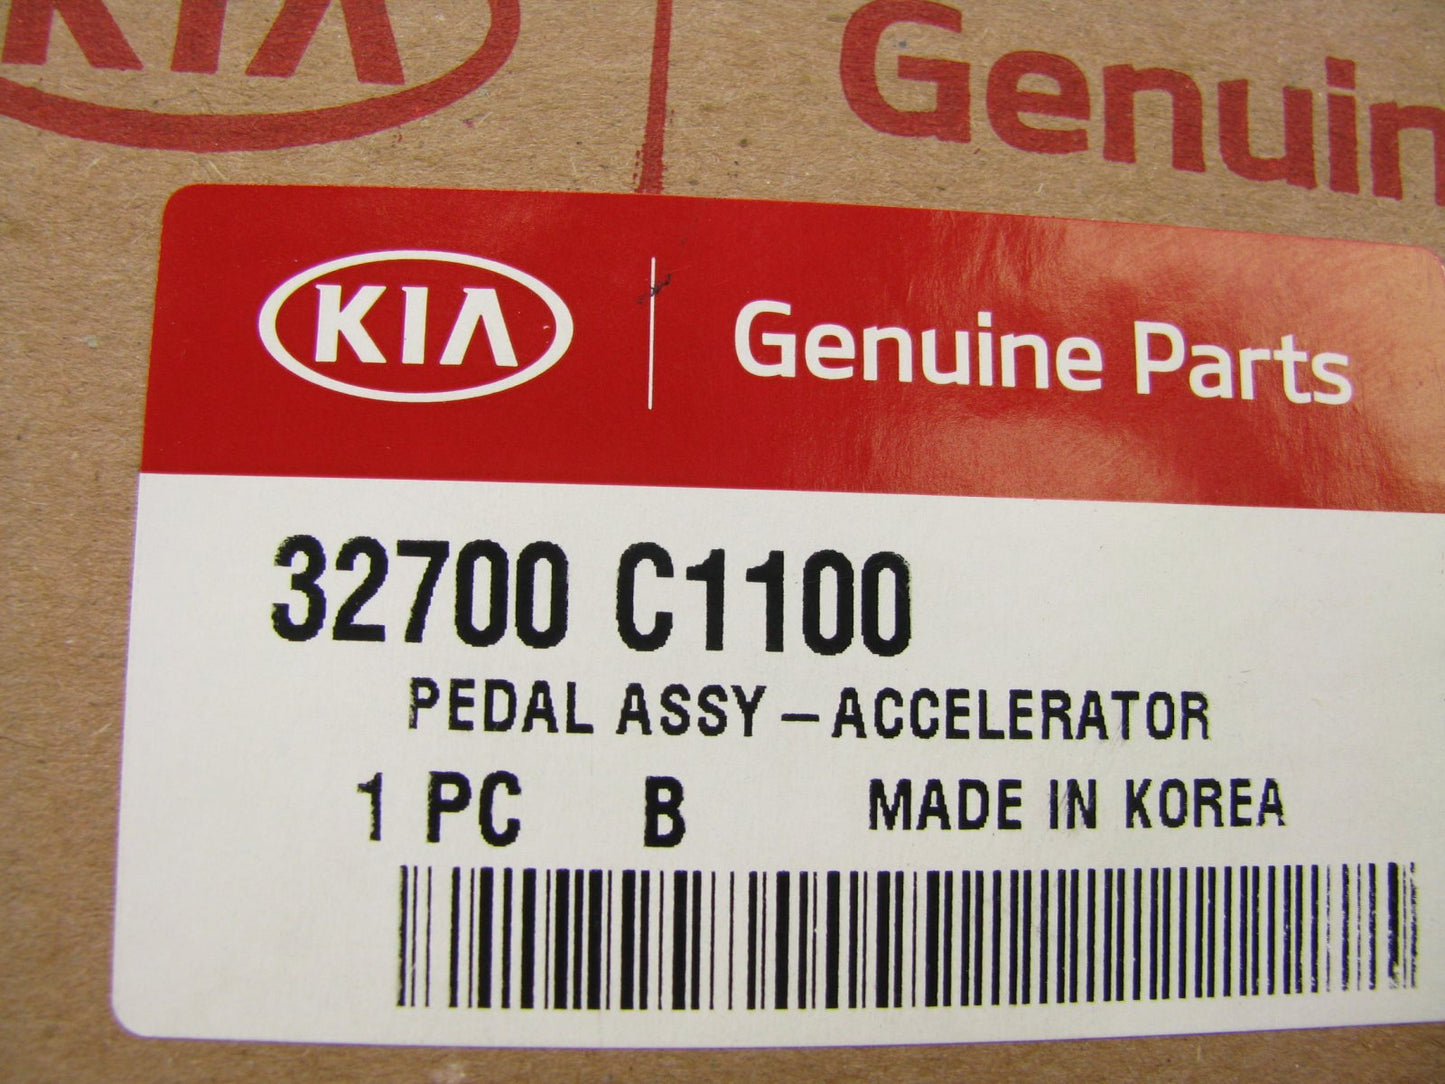 KIA Genuin
KIA Genuine Parts
32700 C1100
PEDAL ASSY - ACCELERATOR
1 PC B MADE IN KOREA